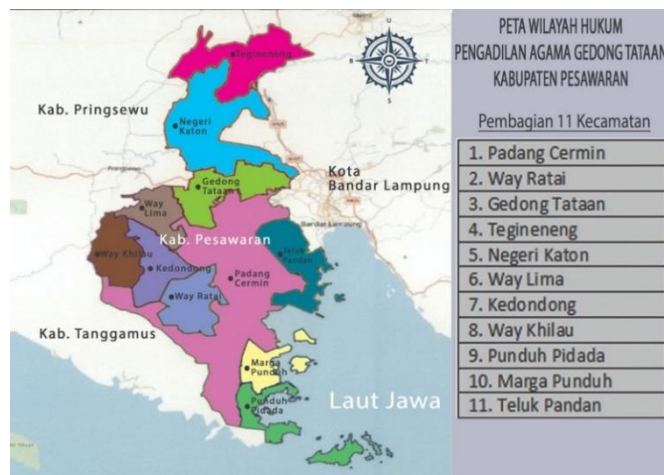 Tegineneng
Kab. Pringsewu
Negeri
Katon
Kota
Bandar Lampung
Gedong
Tataan
Way
Lima
Kab. Pesawaran
Way Khilau
Kedondong
Padang
Cermin
Teluk
Pandan
Way Ratai
Kab. Tanggamus
Marga
Punduh
Punduh
Pidada
Laut Jawa
U
B
T
S
PETA WILAYAH HUKUM
PENGADILAN AGAMA GEDONG TATAAN
KABUPATEN PESAWARAN
Pembagian 11 Kecamatan
1. Padang Cermin
2. Way Ratai
3. Gedong Tataan
4. Tegineneng
5. Negeri Katon
6. Way Lima
7. Kedondong
8. Way Khilau
9. Punduh Pidada
10. Marga Punduh
11. Teluk Pandan